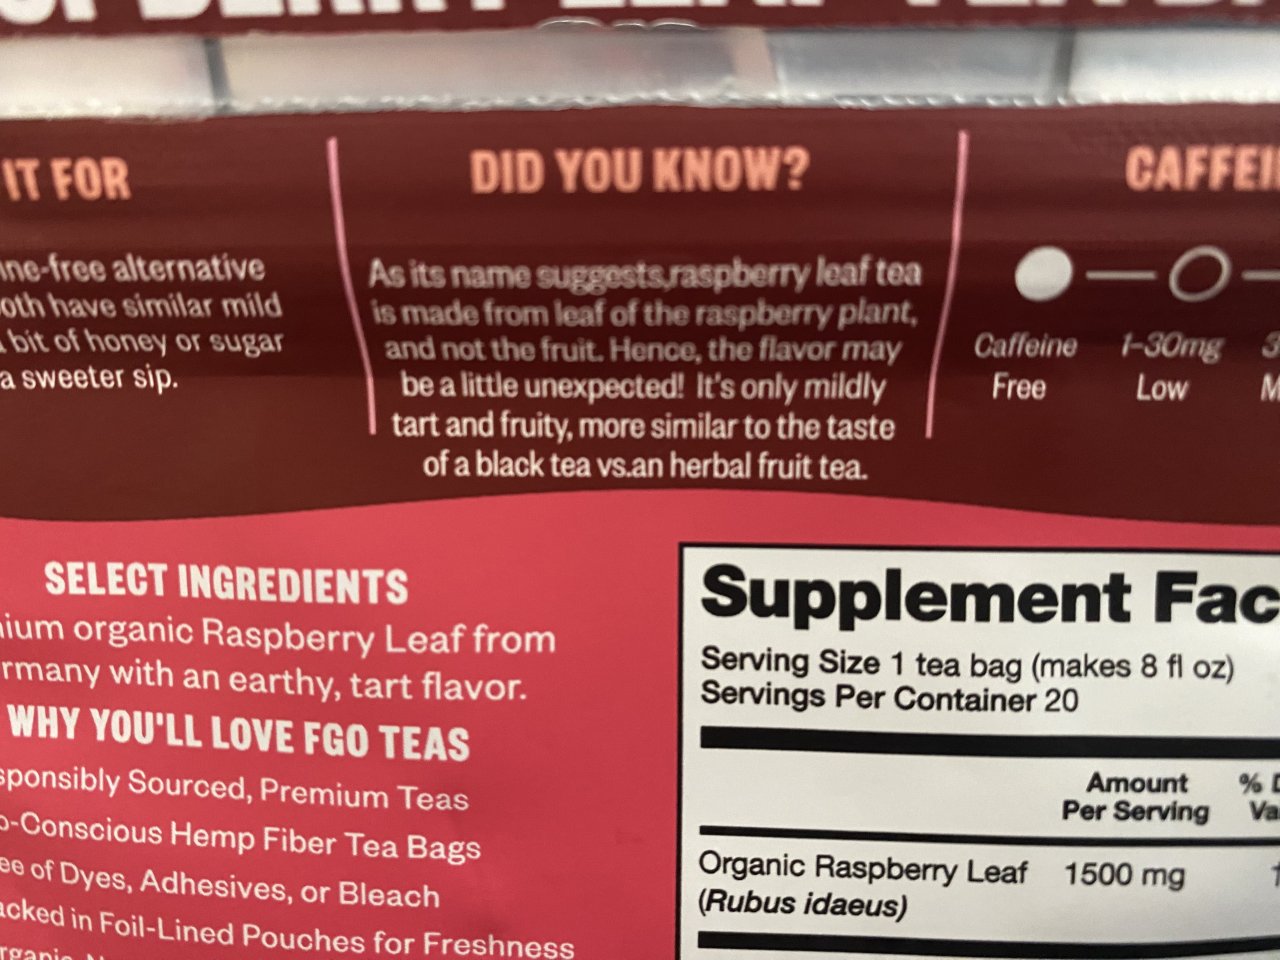 BERRY LEAF TEA
IT FOR
ine-free alternative
oth have similar mild
bit of honey or sugar
a sweeter sip.
DID YOU KNOW?
As its name suggests,raspberry leaf tea
is made from leaf of the raspberry plant,
and not the fruit. Hence, the flavor may
be a little unexpected! It's only mildly
tart and fruity, more similar to the taste
of a black tea vs.an herbal fruit tea.
CAFFEI
Caffeine 1-30mg 3
Free Low M
SELECT INGREDIENTS
ium organic Raspberry Leaf from
rmany with an earthy, tart flavor.
WHY YOU'LL LOVE FGO TEAS
sponsibly Sourced, Premium Teas
o-Conscious Hemp Fiber Tea Bags
ee of Dyes, Adhesives, or Bleach
acked in Foil-Lined Pouches for Freshness
Supplement Fac
Serving Size 1 tea bag (makes 8 fl oz)
Servings Per Container 20
Amount % D
Per Serving Va
Organic Raspberry Leaf 1500 mg 1
(Rubus idaeus)